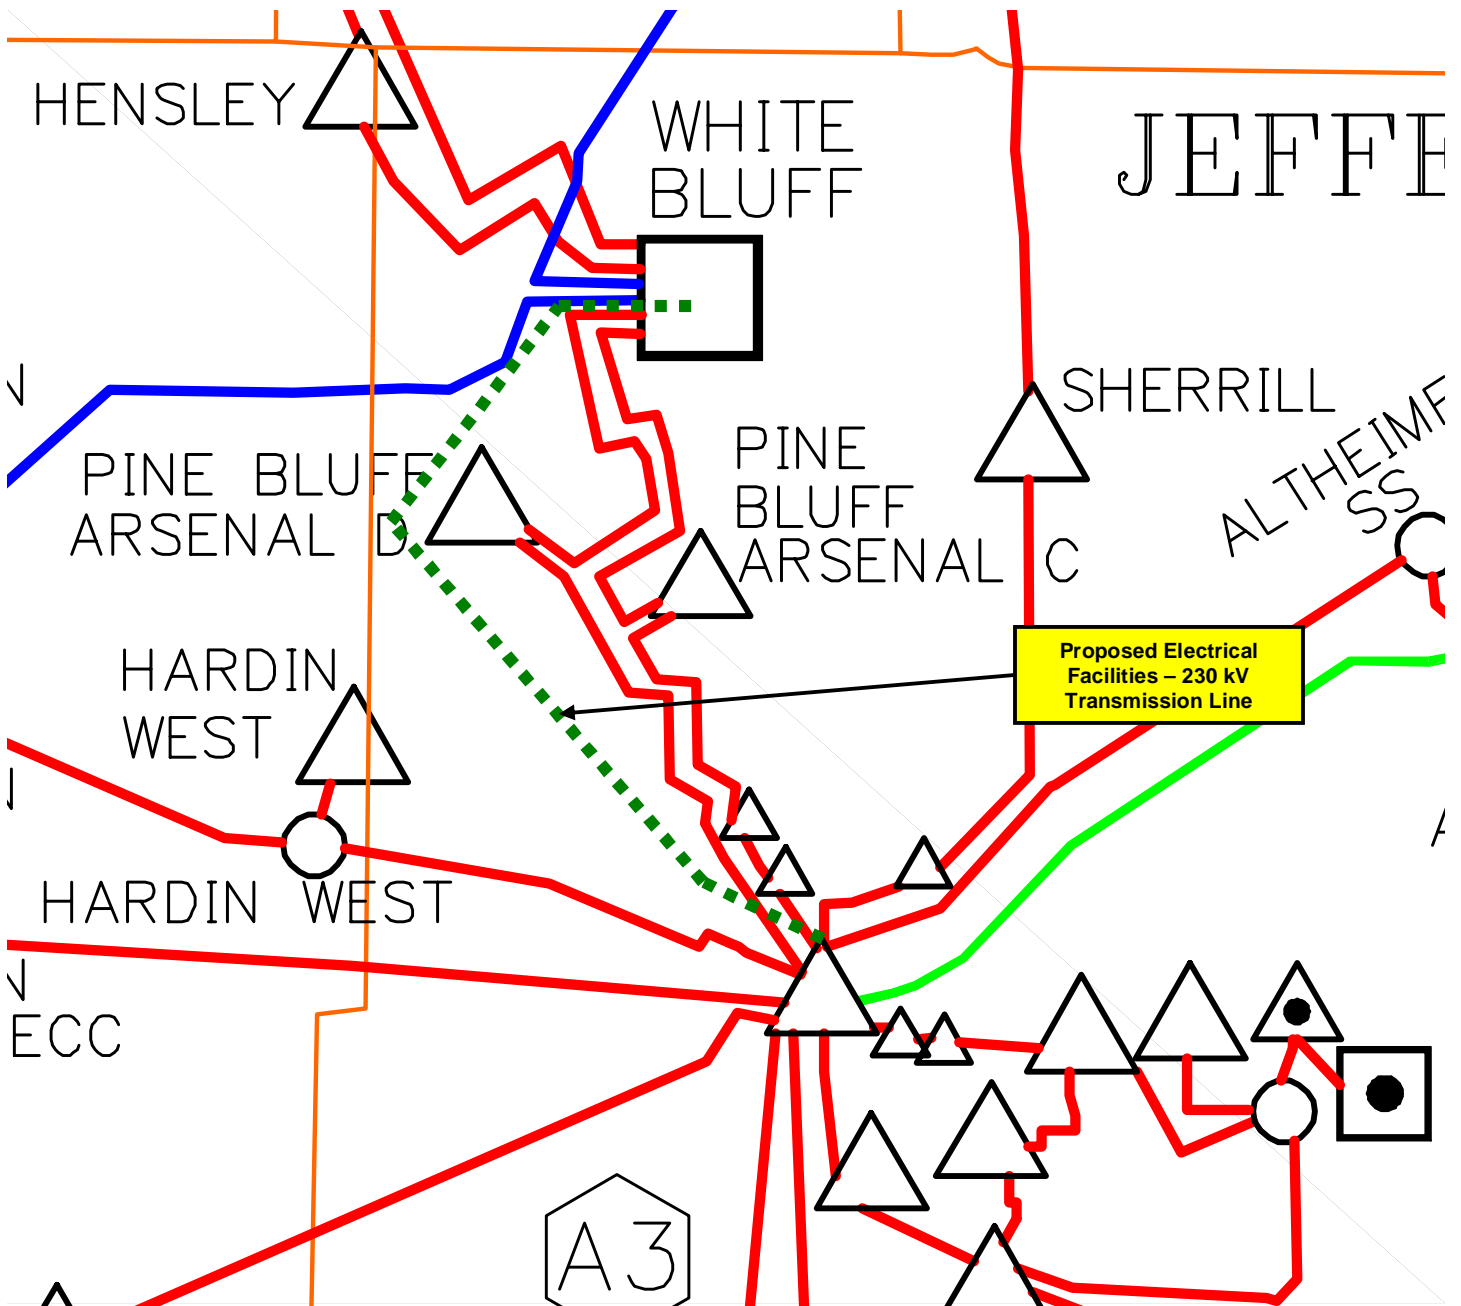 HENSLEY
WHITE
BLUFF
JEFFE
N
SHERRILL
PINE BLUFF
ARSENAL D
PINE
BLUFF
ARSENAL C
ALTHEIME
SS
Proposed Electrical
Facilities – 230 kV
Transmission Line
HARDIN
WEST
HARDIN WEST
N
ECC
A3